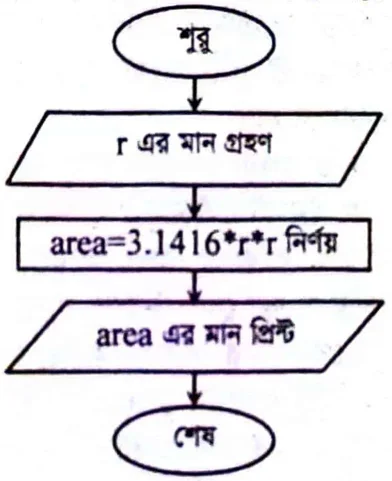 শুরু
r এর মান গ্রহণ
area=3.1416*r*r নির্ণয়
area এর মান প্রিন্ট
শেষ